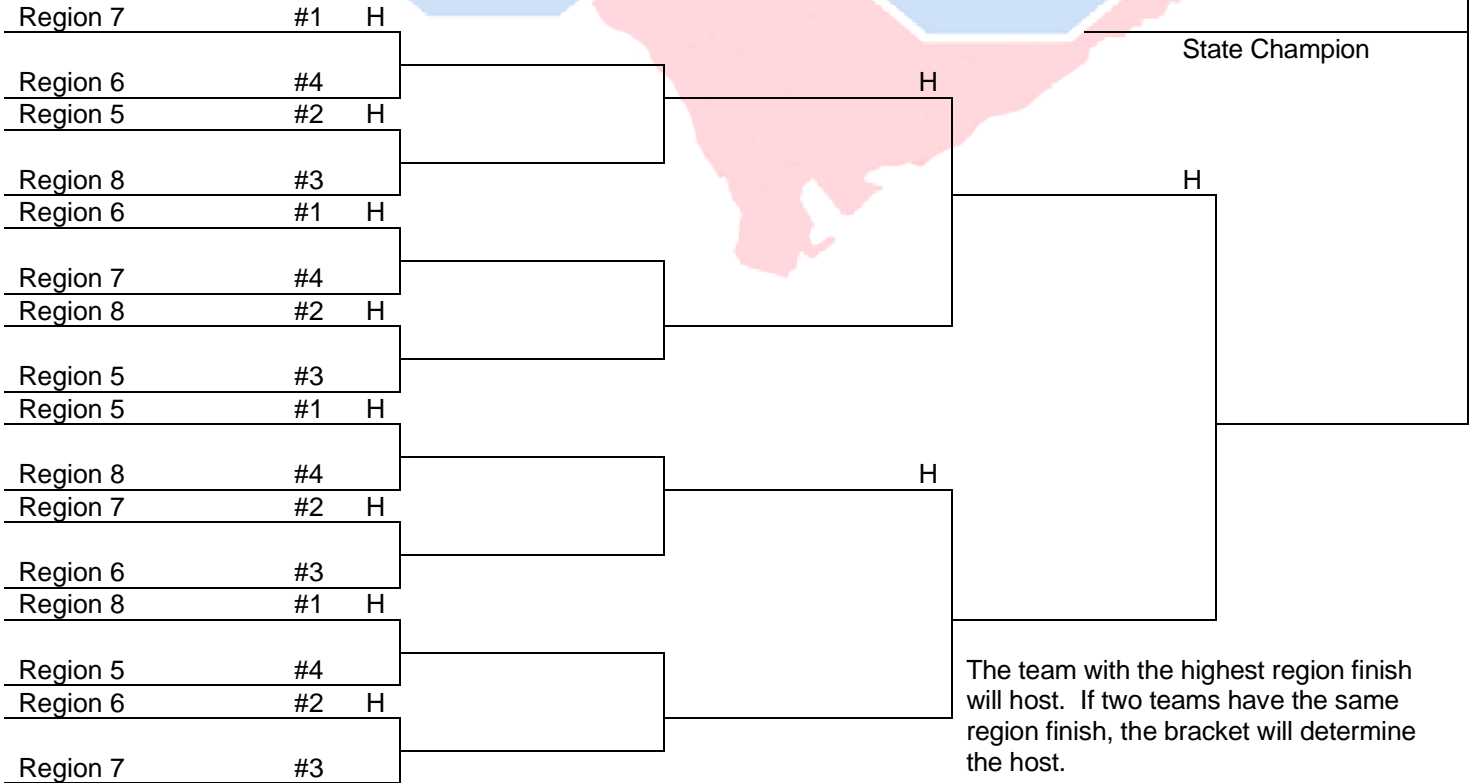 Region 7 #1 H
State Champion
Region 6 #4 H
Region 5 #2 H
Region 8 #3 H
Region 6 #1 H
Region 7 #4
Region 8 #2 H
Region 5 #3
Region 5 #1 H
Region 8 #4 H
Region 7 #2 H
Region 6 #3
Region 8 #1 H
Region 5 #4
Region 6 #2 H
Region 7 #3
The team with the highest region finish
will host. If two teams have the same
region finish, the bracket will determine
the host.